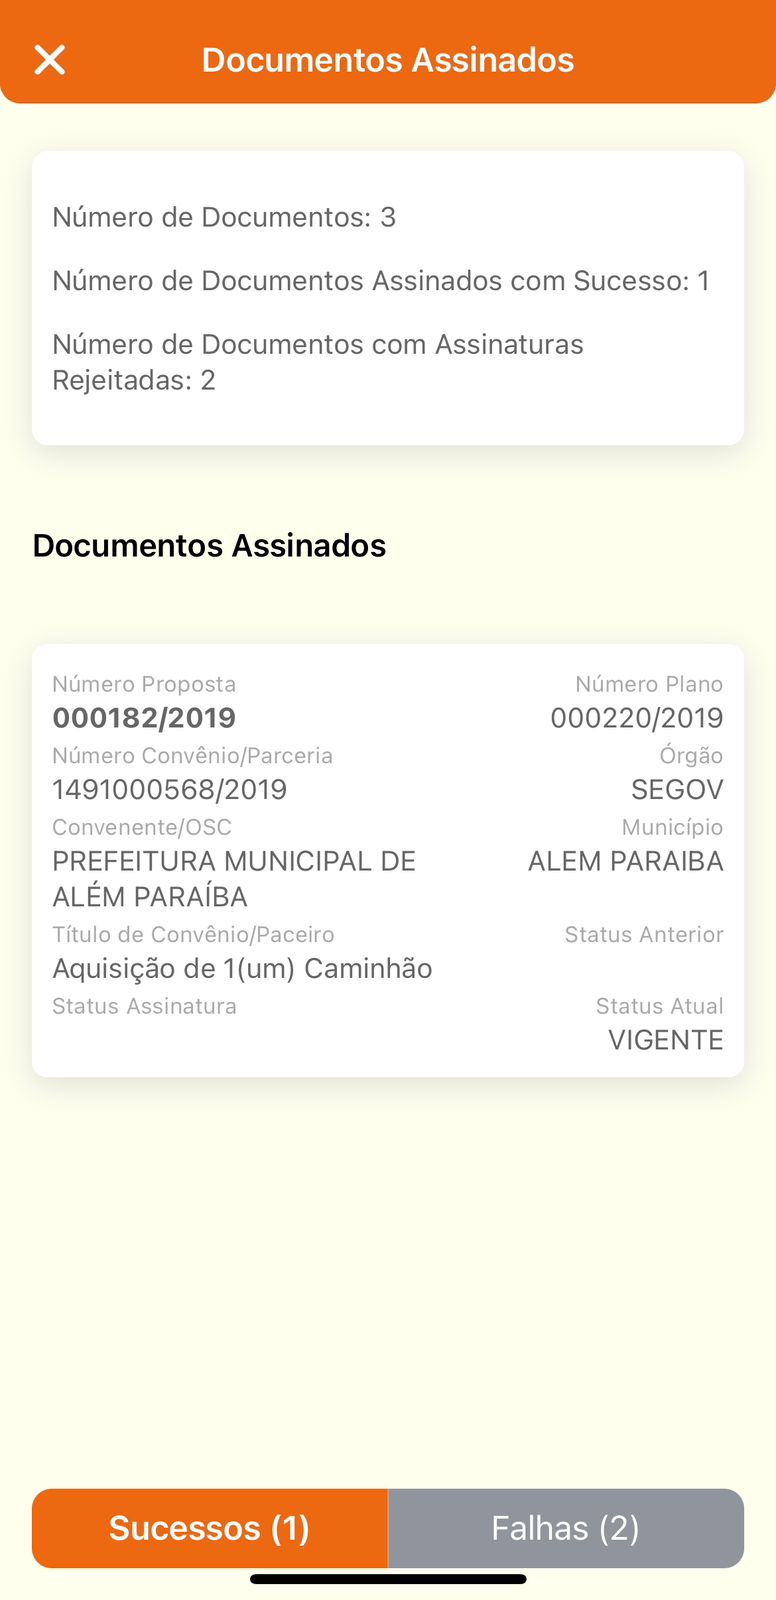 Documentos Assinados
Número de Documentos: 3
Número de Documentos Assinados com Sucesso: 1
Número de Documentos com Assinaturas
Rejeitadas: 2
Documentos Assinados
Número Proposta
Número Plano
000182/2019
000220/2019
Número Convênio/Parceria
Órgão
1491000568/2019
SEGOV
Convenente/OSC
Município
PREFEITURA MUNICIPAL DE
ALÉM PARAÍBA
ALEM PARAIBA
Título de Convênio/Paceiro
Status Anterior
Aquisição de 1(um) Caminhão
Status Assinatura
Status Atual
VIGENTE
Sucessos (1)
Falhas (2)